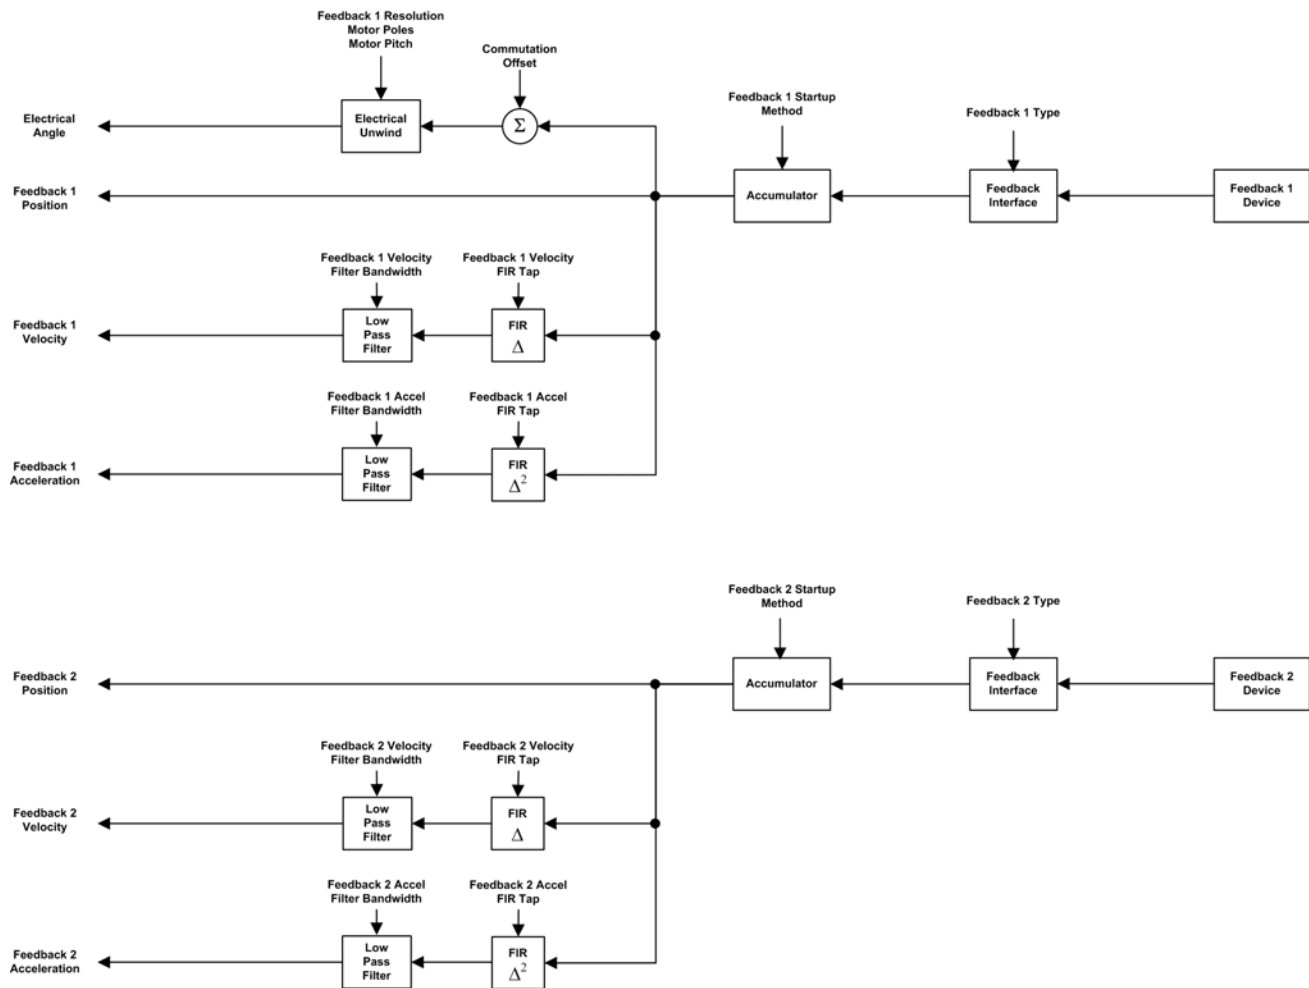 Feedback 1 Resolution
Motor Poles
Motor Pitch
Commutation
Offset
Feedback 1 Startup
Method
Feedback 1 Type
Electrical
Angle
Electrical
Unwind
Σ
Feedback 1
Position
Accumulator
Feedback
Interface
Feedback 1
Device
Feedback 1 Velocity
Filter Bandwidth
Feedback 1 Velocity
FIR Tap
Feedback 1
Velocity
Low
Pass
Filter
FIR
Δ
Feedback 1 Accel
Filter Bandwidth
Feedback 1 Accel
FIR Tap
Feedback 1
Acceleration
Low
Pass
Filter
FIR
Δ²
Feedback 2 Startup
Method
Feedback 2 Type
Feedback 2
Position
Accumulator
Feedback
Interface
Feedback 2
Device
Feedback 2 Velocity
Filter Bandwidth
Feedback 2 Velocity
FIR Tap
Feedback 2
Velocity
Low
Pass
Filter
FIR
Δ
Feedback 2 Accel
Filter Bandwidth
Feedback 2 Accel
FIR Tap
Feedback 2
Acceleration
Low
Pass
Filter
FIR
Δ²